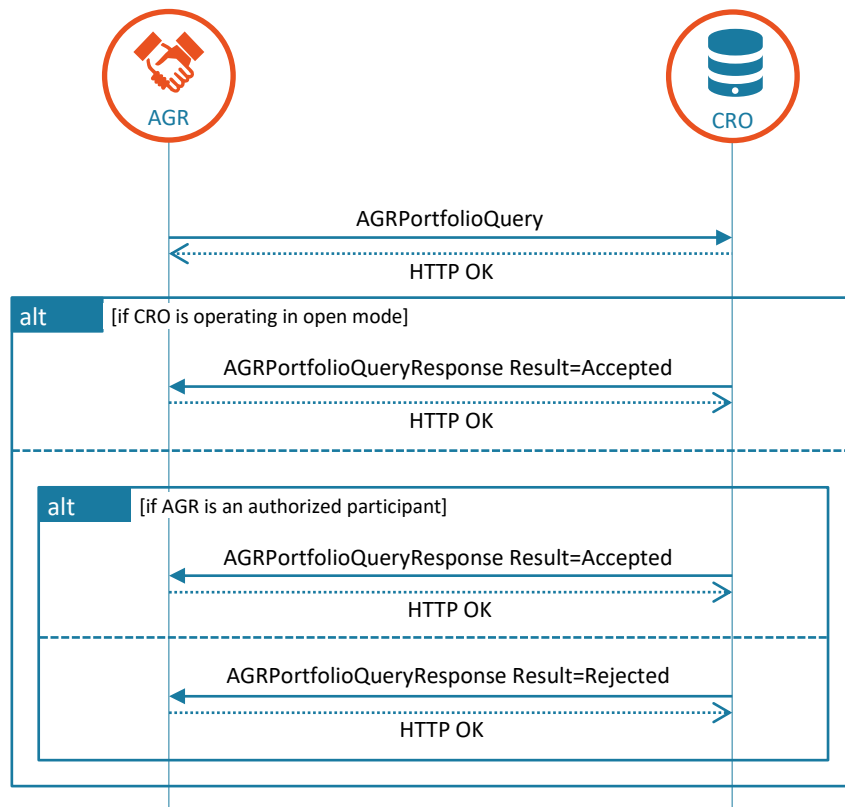 AGR
CRO
AGRPortfolioQuery
HTTP OK
alt
[if CRO is operating in open mode]
AGRPortfolioQueryResponse Result=Accepted
HTTP OK
alt
[if AGR is an authorized participant]
AGRPortfolioQueryResponse Result=Accepted
HTTP OK
AGRPortfolioQueryResponse Result=Rejected
HTTP OK